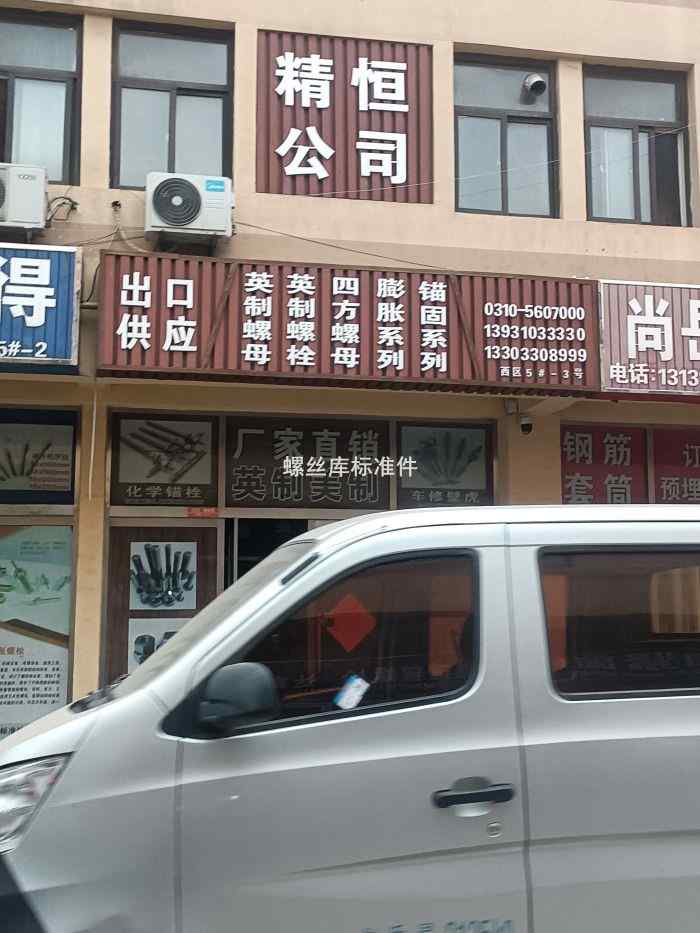 精恒
公司
得
5#-2
出口
供应
英制螺母
英制螺栓
四方螺母
膨胀系列
锚固系列
0310-5607000
13931033330
13303308999
西区5#-3号
尚
电话:1313
化学锚栓
厂家直销
英制美制
车修壁虎
螺丝库标准件
钢筋
套筒
订
预埋